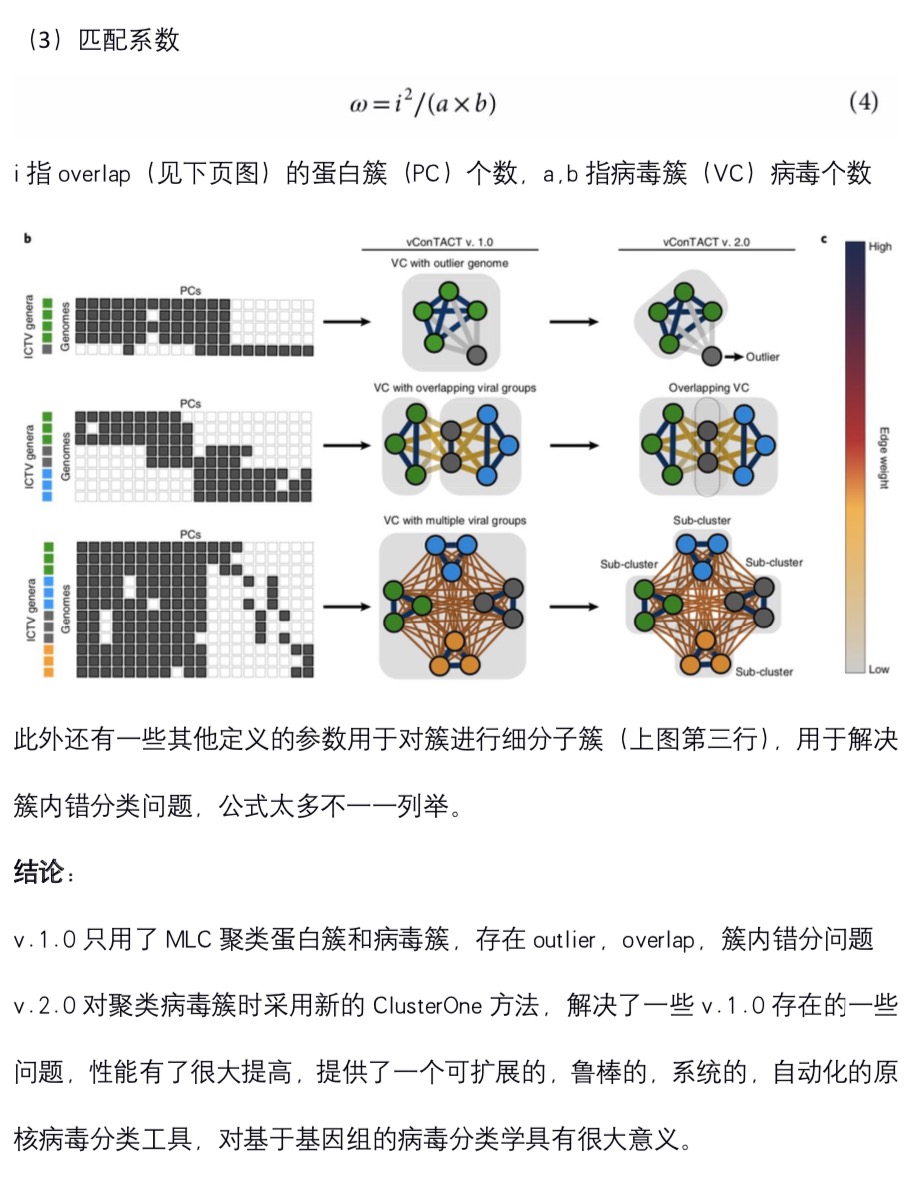 （3）匹配系数
ω = i²/(a × b) (4)
i 指 overlap（见下页图）的蛋白簇（PC）个数，a,b 指病毒簇（VC）病毒个数
b
vConTACT v. 1.0
vConTACT v. 2.0
c
High
VC with outlier genome
PCs
ICTV genera
Genomes
Outlier
VC with overlapping viral groups
Overlapping VC
PCs
ICTV genera
Genomes
Edge weight
VC with multiple viral groups
Sub-cluster
PCs
Sub-cluster
Sub-cluster
ICTV genera
Genomes
Sub-cluster
Low
此外还有一些其他定义的参数用于对簇进行细分子簇（上图第三行），用于解决
簇内错分类问题，公式太多不一一列举。
结论：
v.1.0 只用了 MLC 聚类蛋白簇和病毒簇，存在 outlier，overlap，簇内错分问题
v.2.0 对聚类病毒簇时采用新的 ClusterOne 方法，解决了一些 v.1.0 存在的一些
问题，性能有了很大提高，提供了一个可扩展的，鲁棒的，系统的，自动化的原
核病毒分类工具，对基于基因组的病毒分类学具有很大意义。